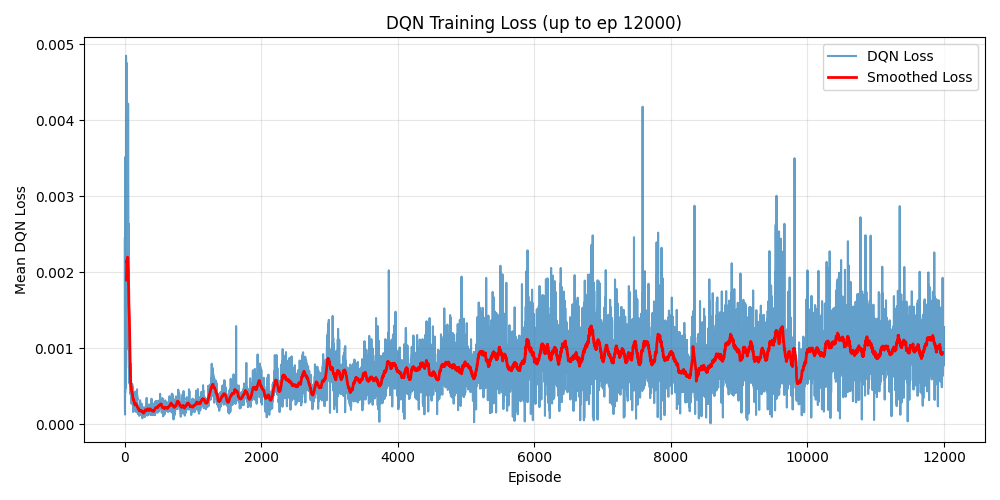 DQN Training Loss (up to ep 12000)
DQN Loss
Smoothed Loss
0.005
0.004
0.003
0.002
0.001
0.000
Mean DQN Loss
0 2000 4000 6000 8000 10000 12000
Episode